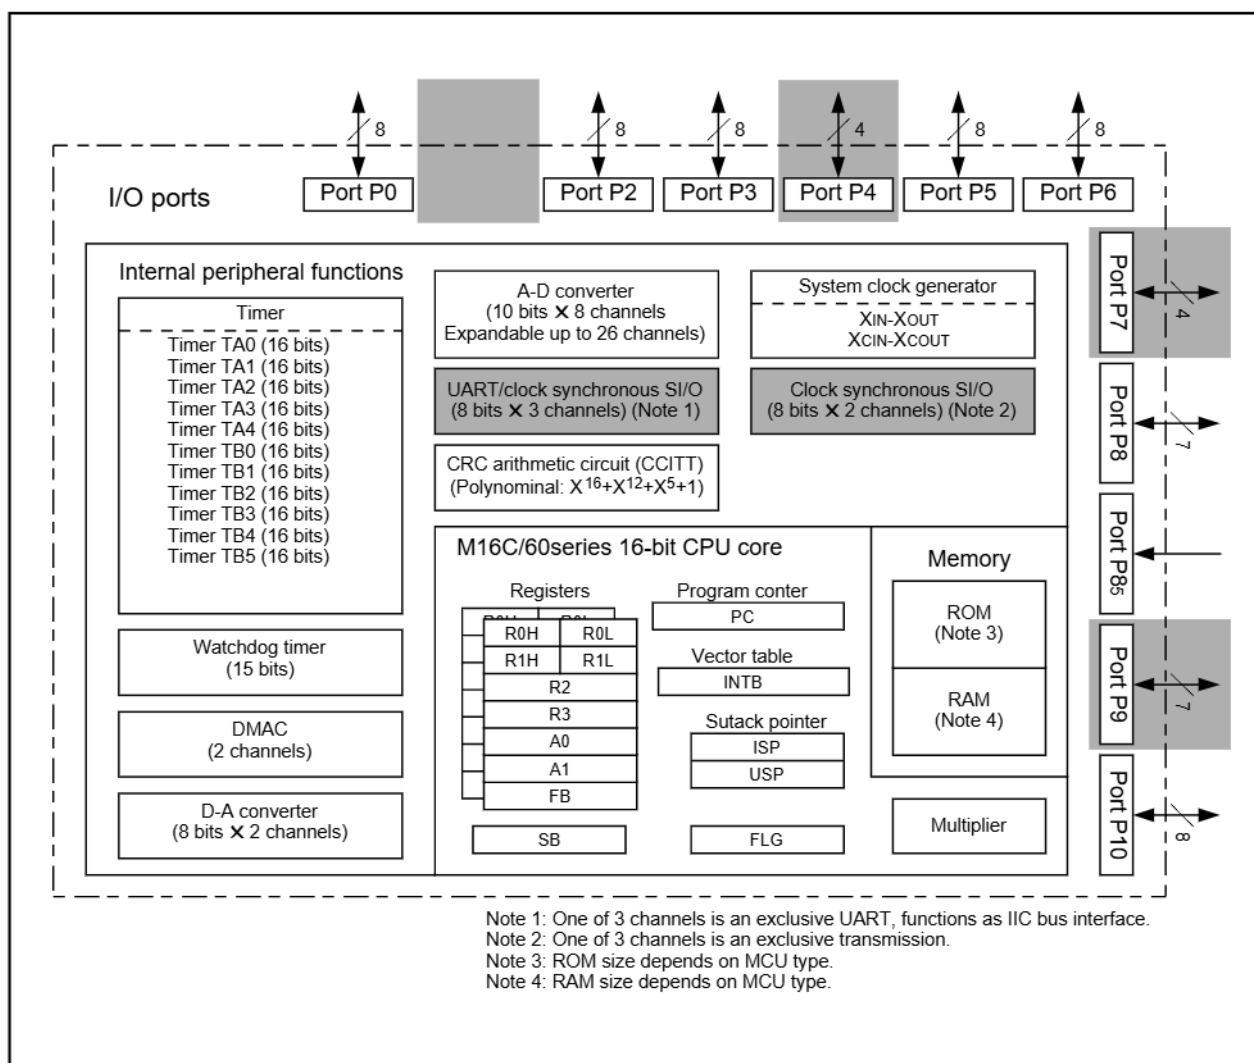 8
8
8
4
8
8
I/O ports
Port P0
Port P2
Port P3
Port P4
Port P5
Port P6
Internal peripheral functions
Timer
Timer TA0 (16 bits)
Timer TA1 (16 bits)
Timer TA2 (16 bits)
Timer TA3 (16 bits)
Timer TA4 (16 bits)
Timer TB0 (16 bits)
Timer TB1 (16 bits)
Timer TB2 (16 bits)
Timer TB3 (16 bits)
Timer TB4 (16 bits)
Timer TB5 (16 bits)
Watchdog timer
(15 bits)
DMAC
(2 channels)
D-A converter
(8 bits X 2 channels)
A-D converter
(10 bits X 8 channels
Expandable up to 26 channels)
UART/clock synchronous SI/O
(8 bits X 3 channels) (Note 1)
CRC arithmetic circuit (CCITT)
(Polynominal: X16+X12+X5+1)
System clock generator
XIN-XOUT
XCIN-XCOUT
Clock synchronous SI/O
(8 bits X 2 channels) (Note 2)
M16C/60series 16-bit CPU core
Registers
R0H R0L
R0H R0L
R1H R1L
R2
R3
A0
A1
FB
SB
Program conter
PC
Vector table
INTB
Sutack pointer
ISP
USP
FLG
Memory
ROM
(Note 3)
RAM
(Note 4)
Multiplier
Port P7
4
Port P8
7
Port P85
Port P9
7
Port P10
8
Note 1: One of 3 channels is an exclusive UART, functions as IIC bus interface.
Note 2: One of 3 channels is an exclusive transmission.
Note 3: ROM size depends on MCU type.
Note 4: RAM size depends on MCU type.